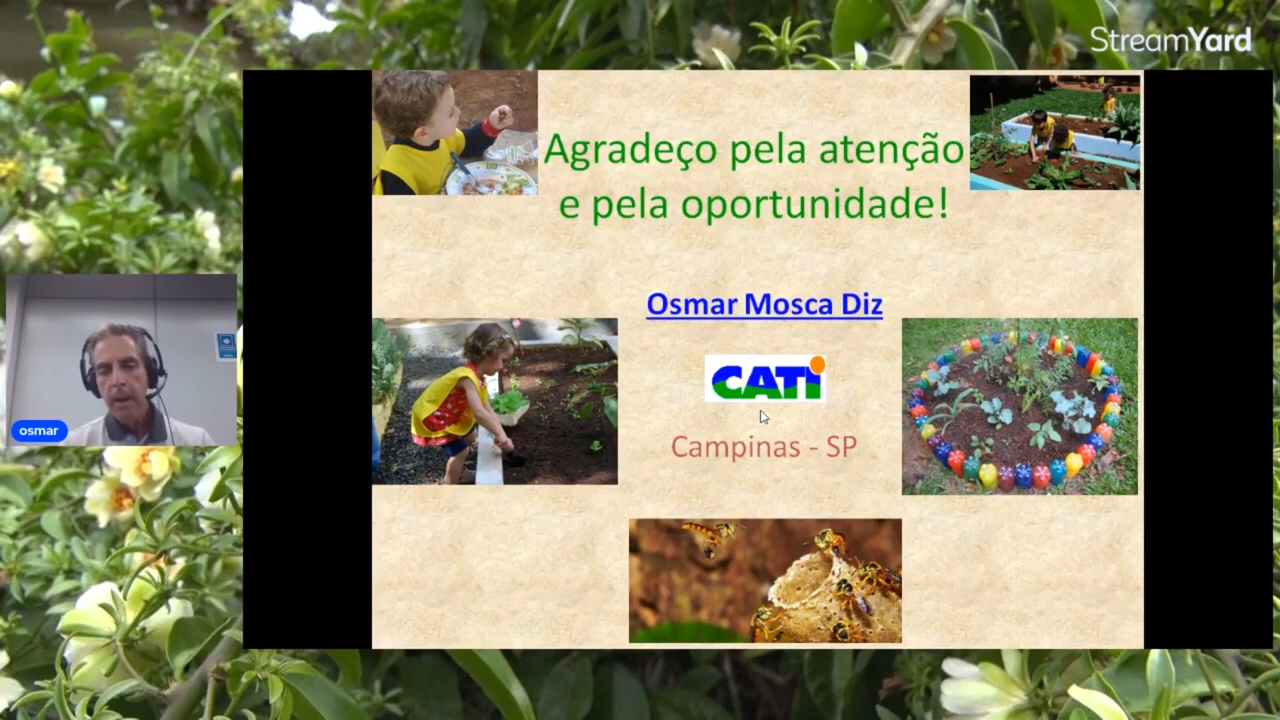 StreamYard
Agradeço pela atenção
e pela oportunidade!
Osmar Mosca Diz
CATI
Campinas - SP
osmar